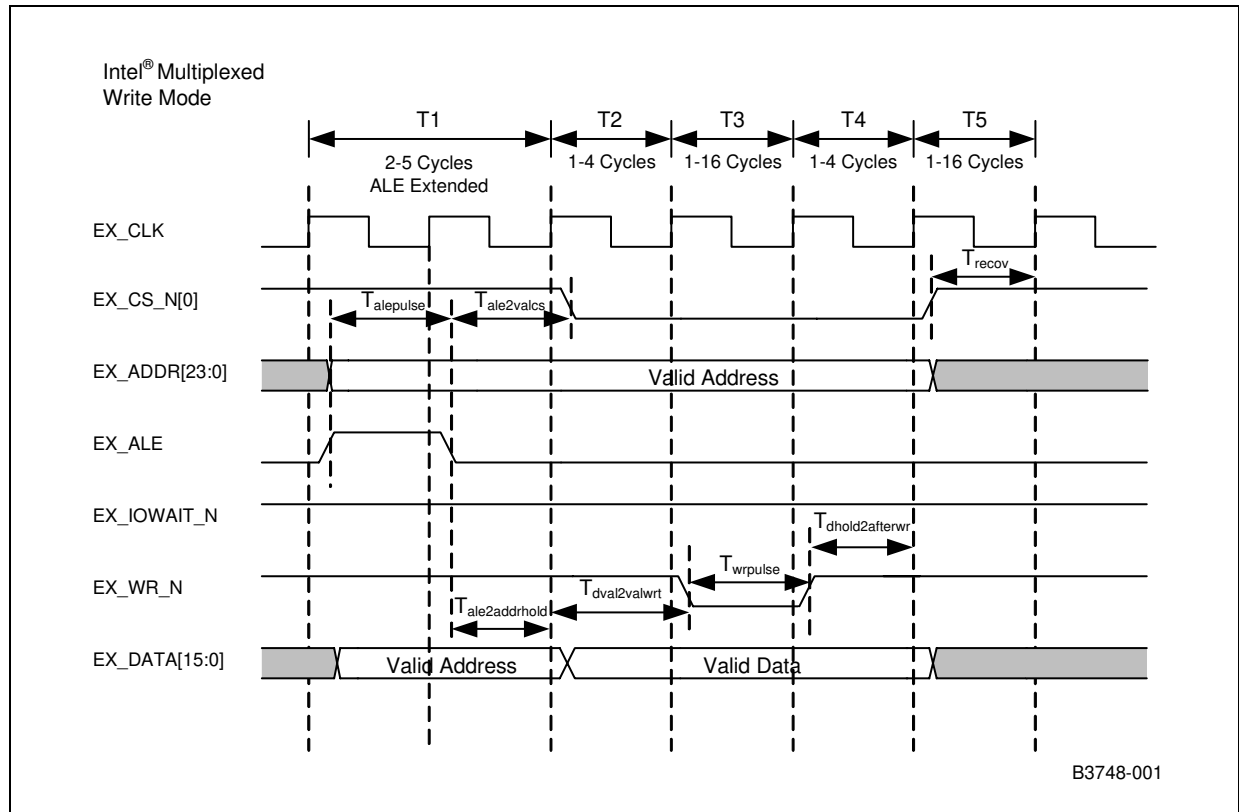 Intel® Multiplexed
Write Mode
T1 T2 T3 T4 T5
2-5 Cycles 1-4 Cycles 1-16 Cycles 1-4 Cycles 1-16 Cycles
ALE Extended
EX_CLK
Trecov
EX_CS_N[0]
Talepulse Tale2valcs
EX_ADDR[23:0] Valid Address
EX_ALE
EX_IOWAIT_N
Tdhold2afterwr
Twrpulse
EX_WR_N
Tale2addrhold Tdval2valwrt
EX_DATA[15:0] Valid Address Valid Data
B3748-001